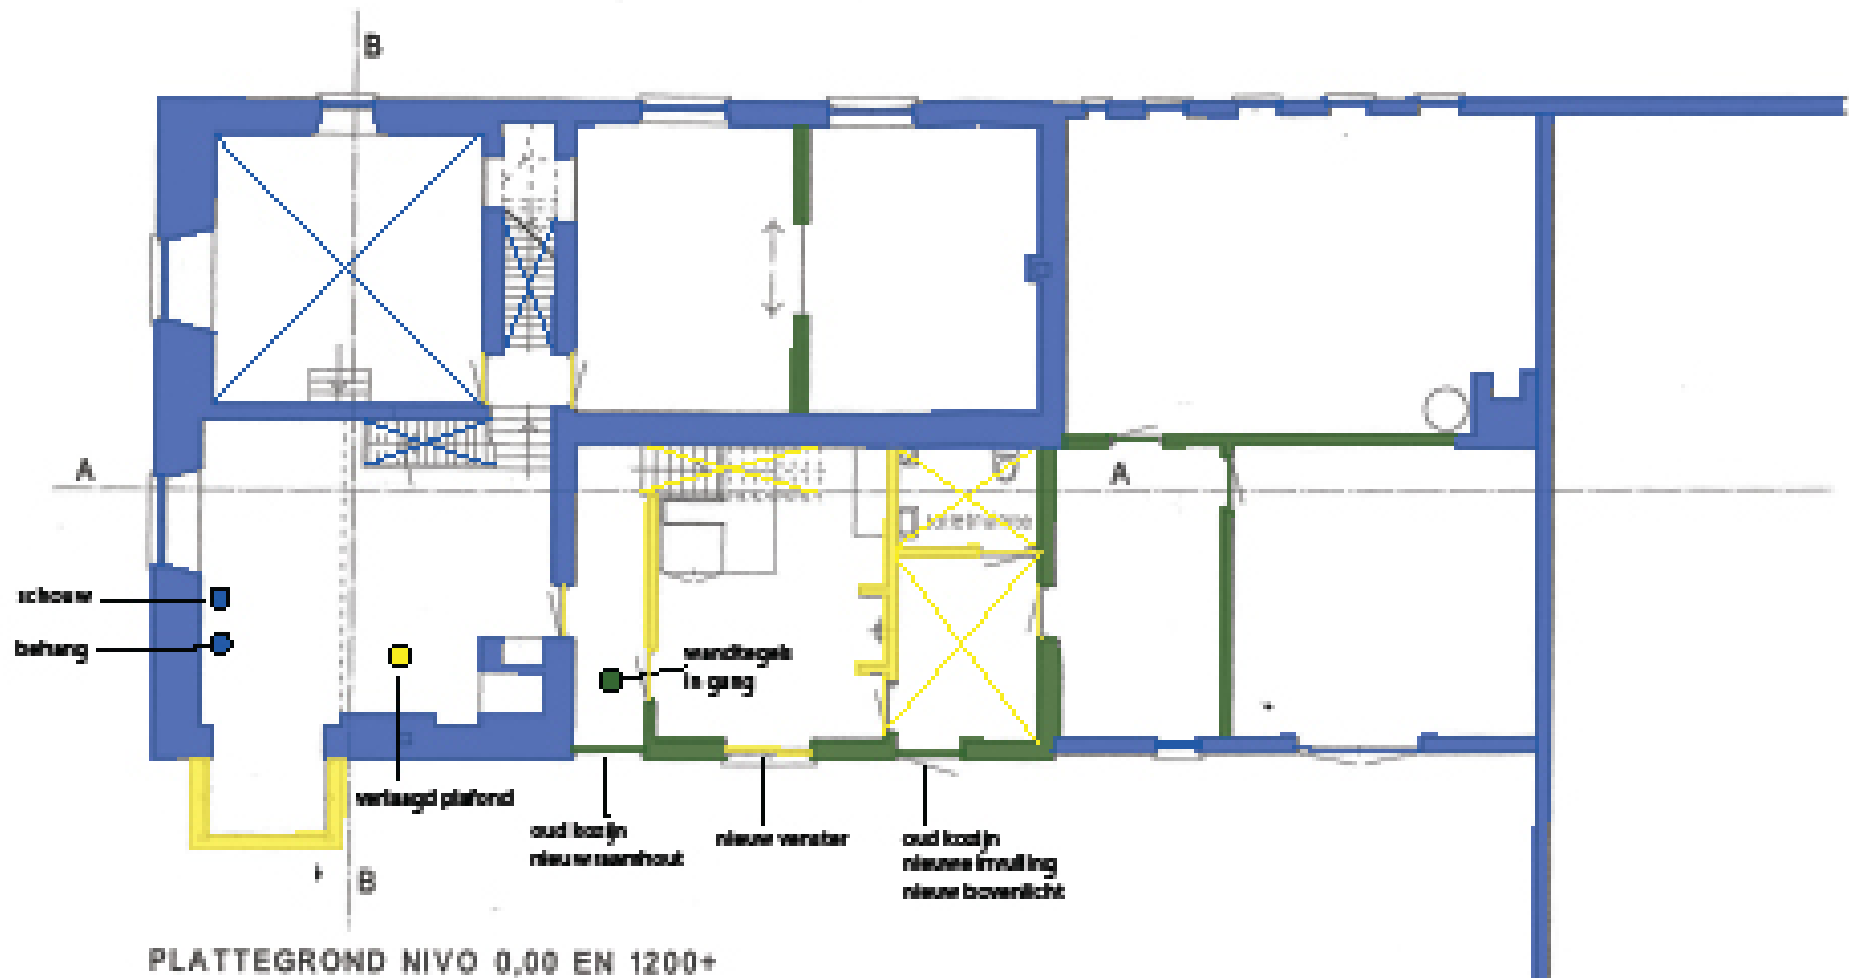 B
A
A
schouw
behang
wandtegels
in gang
verlaagd plafond
oud kozijn
nieuw raamhout
nieuw venster
oud kozijn
nieuwe invulling
nieuw bovenlicht
B
PLATTEGROND NIVO 0,00 EN 1200+